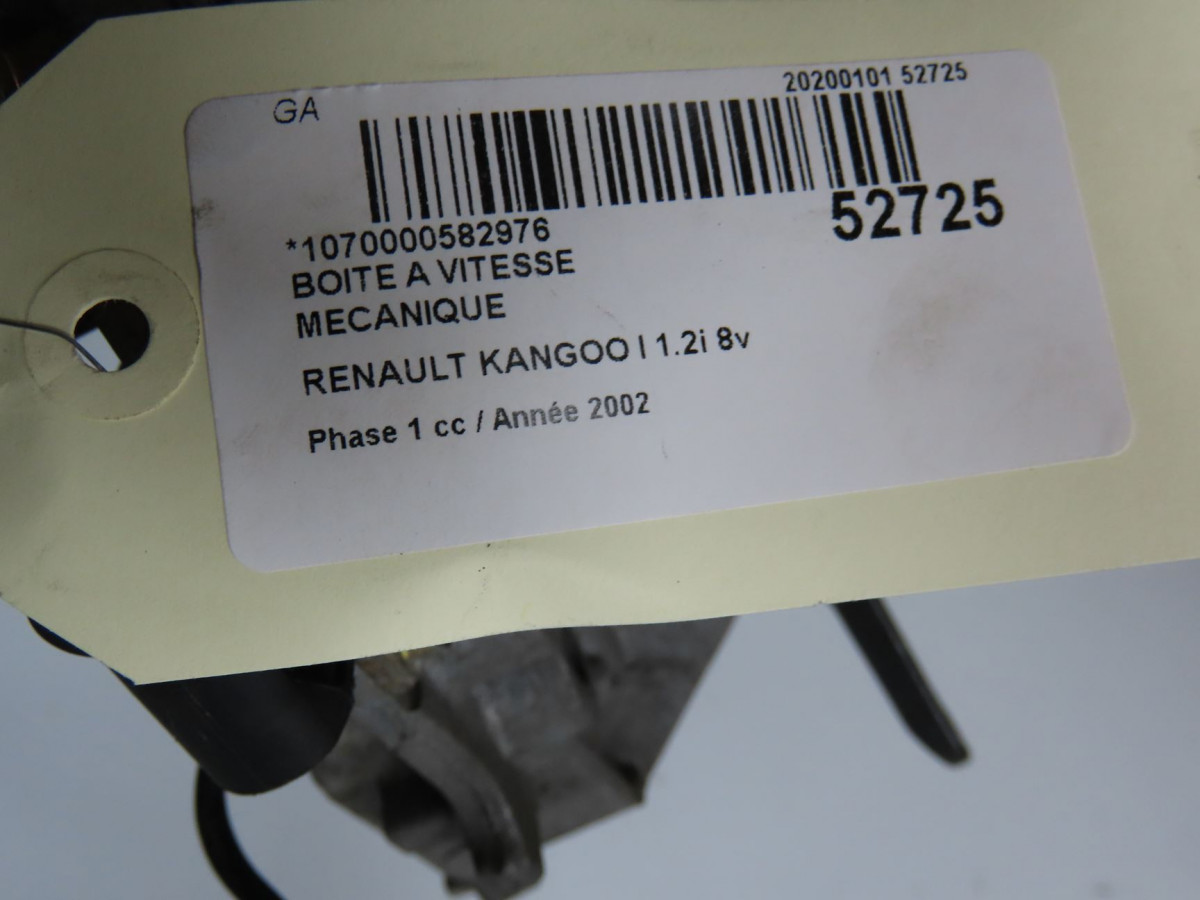 GA
20200101 52725
52725
*1070000582976
BOITE A VITESSE
MECANIQUE
RENAULT KANGOO I 1.2i 8v
Phase 1 cc / Année 2002